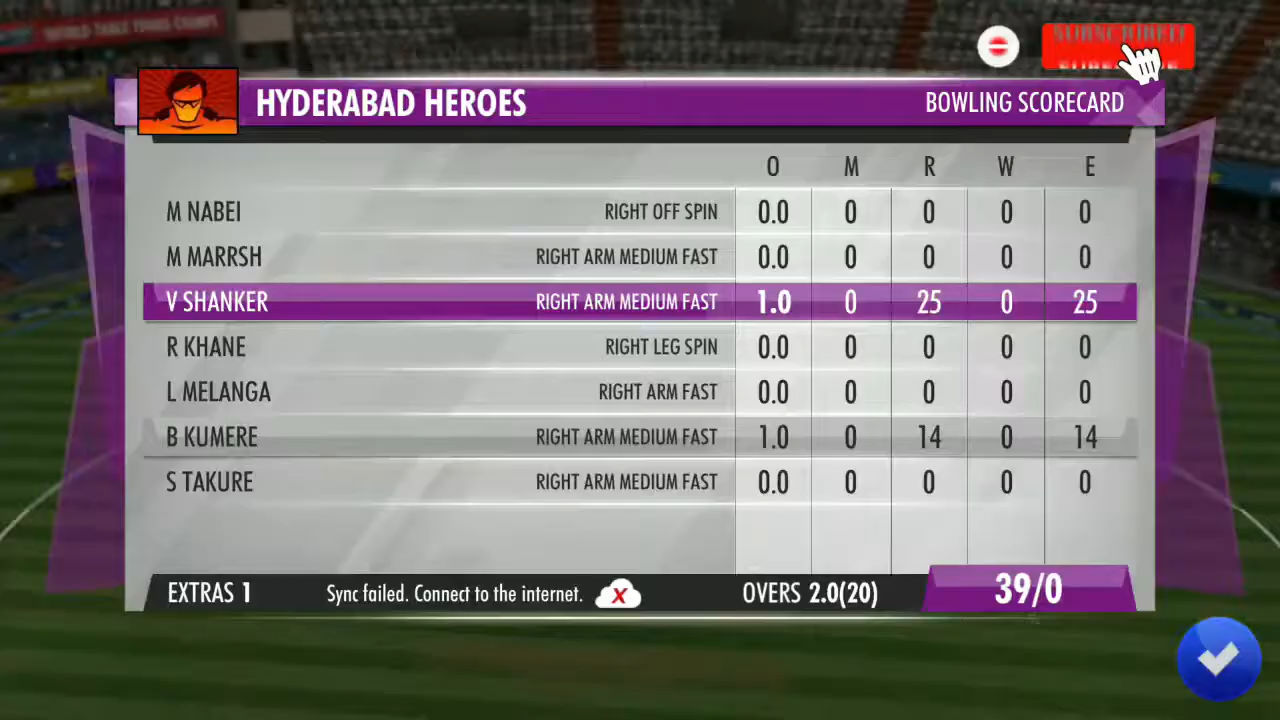 WORLD TABLE TENNIS CHAMPS
HYDERABAD HEROES BOWLING SCORECARD
O M R W E
M NABEI RIGHT OFF SPIN 0.0 0 0 0 0
M MARRSH RIGHT ARM MEDIUM FAST 0.0 0 0 0 0
V SHANKER RIGHT ARM MEDIUM FAST 1.0 0 25 0 25
R KHANE RIGHT LEG SPIN 0.0 0 0 0 0
L MELANGA RIGHT ARM FAST 0.0 0 0 0 0
B KUMERE RIGHT ARM MEDIUM FAST 1.0 0 14 0 14
S TAKURE RIGHT ARM MEDIUM FAST 0.0 0 0 0 0
EXTRAS 1 Sync failed. Connect to the internet. X OVERS 2.0(20) 39/0